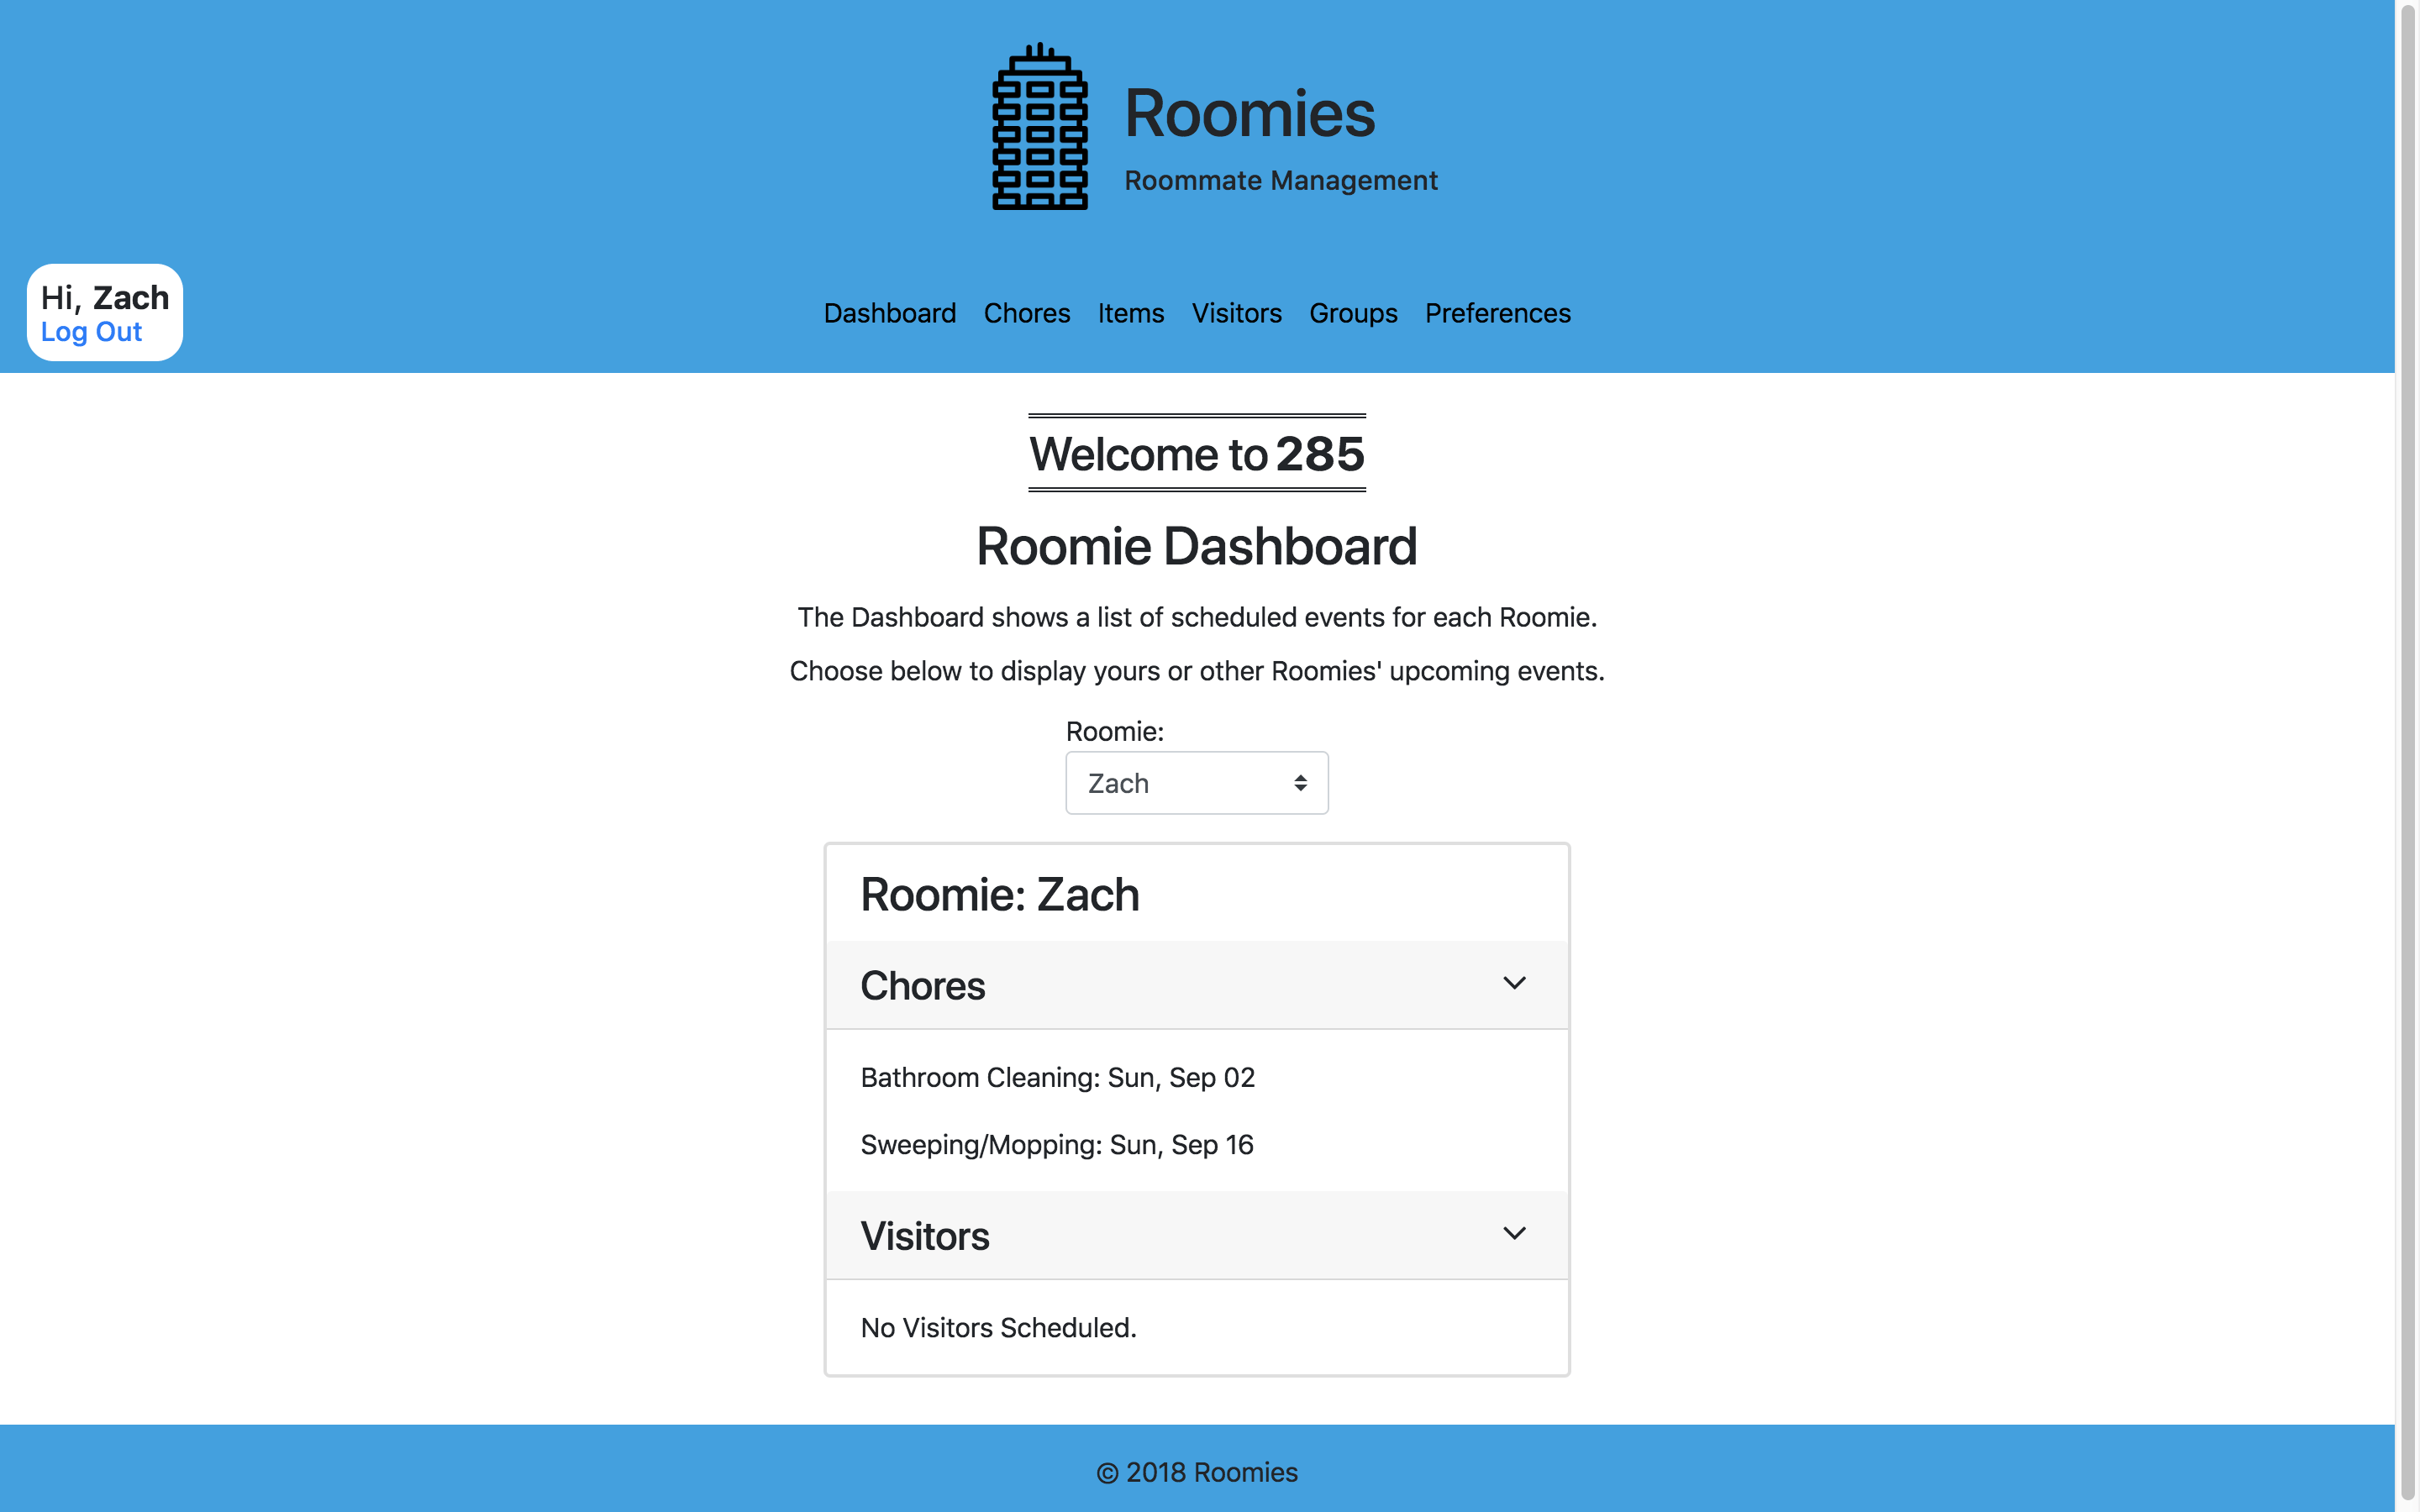 Roomies
Roommate Management
Hi, Zach
Log Out
Dashboard Chores Items Visitors Groups Preferences
Welcome to 285
Roomie Dashboard
The Dashboard shows a list of scheduled events for each Roomie.
Choose below to display yours or other Roomies' upcoming events.
Roomie:
Zach
Roomie: Zach
Chores
Bathroom Cleaning: Sun, Sep 02
Sweeping/Mopping: Sun, Sep 16
Visitors
No Visitors Scheduled.
© 2018 Roomies